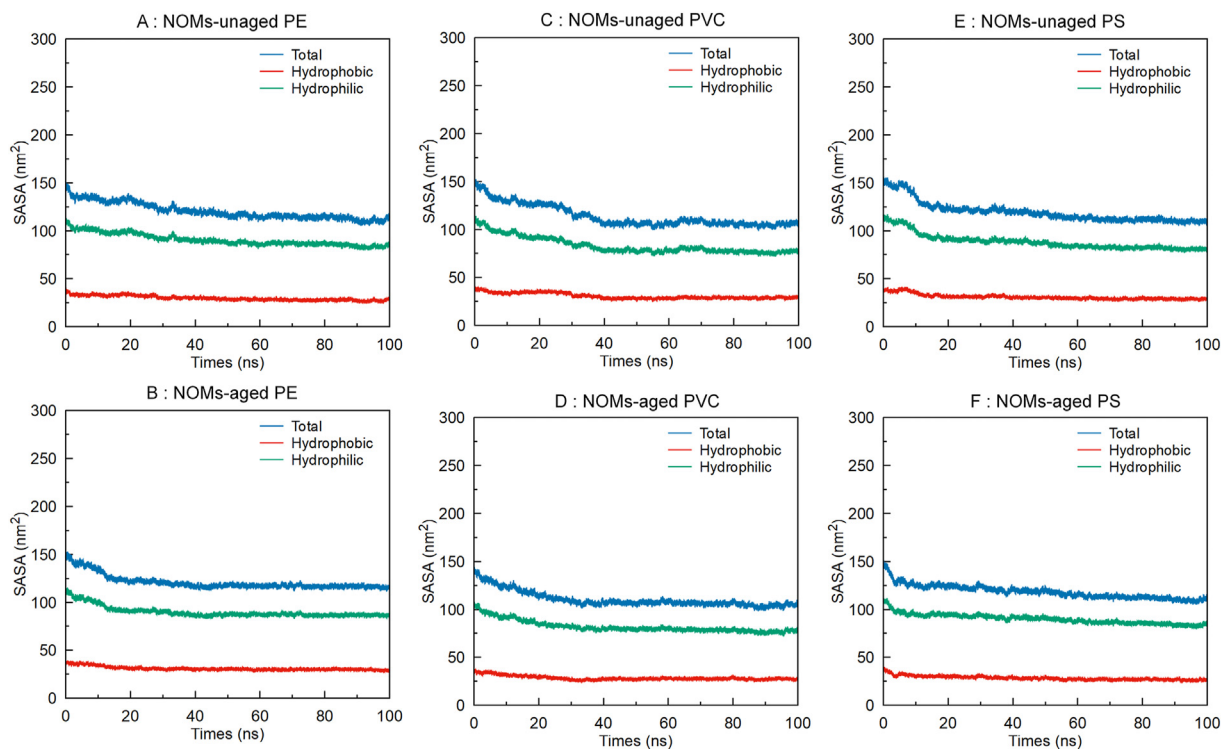 A : NOMs-unaged PE
300
250
200
150
100
50
0
SASA (nm²)
Total
Hydrophobic
Hydrophilic
0 20 40 60 80 100
Times (ns)
C : NOMs-unaged PVC
300
250
200
150
100
50
0
SASA (nm²)
Total
Hydrophobic
Hydrophilic
0 20 40 60 80 100
Times (ns)
E : NOMs-unaged PS
300
250
200
150
100
50
0
SASA (nm²)
Total
Hydrophobic
Hydrophilic
0 20 40 60 80 100
Times (ns)
B : NOMs-aged PE
300
250
200
150
100
50
0
SASA (nm²)
Total
Hydrophobic
Hydrophilic
0 20 40 60 80 100
Times (ns)
D : NOMs-aged PVC
300
250
200
150
100
50
0
SASA (nm²)
Total
Hydrophobic
Hydrophilic
0 20 40 60 80 100
Times (ns)
F : NOMs-aged PS
300
250
200
150
100
50
0
SASA (nm²)
Total
Hydrophobic
Hydrophilic
0 20 40 60 80 100
Times (ns)